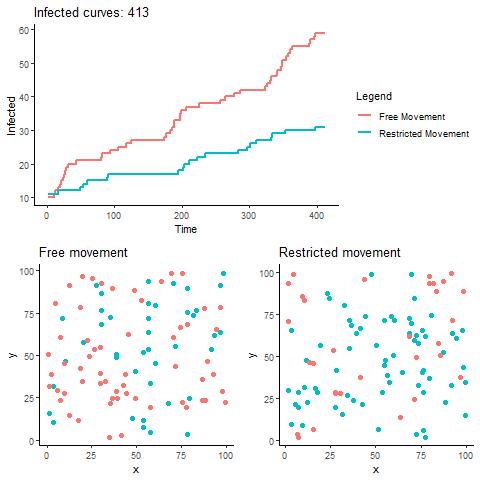 Infected curves: 413
60
50
40
30
20
10
Infected
0
100
200
300
400
Time
Legend
Free Movement
Restricted Movement
Free movement
100
75
50
25
0
y
0
25
50
75
100
x
Restricted movement
100
75
50
25
0
y
0
25
50
75
100
x